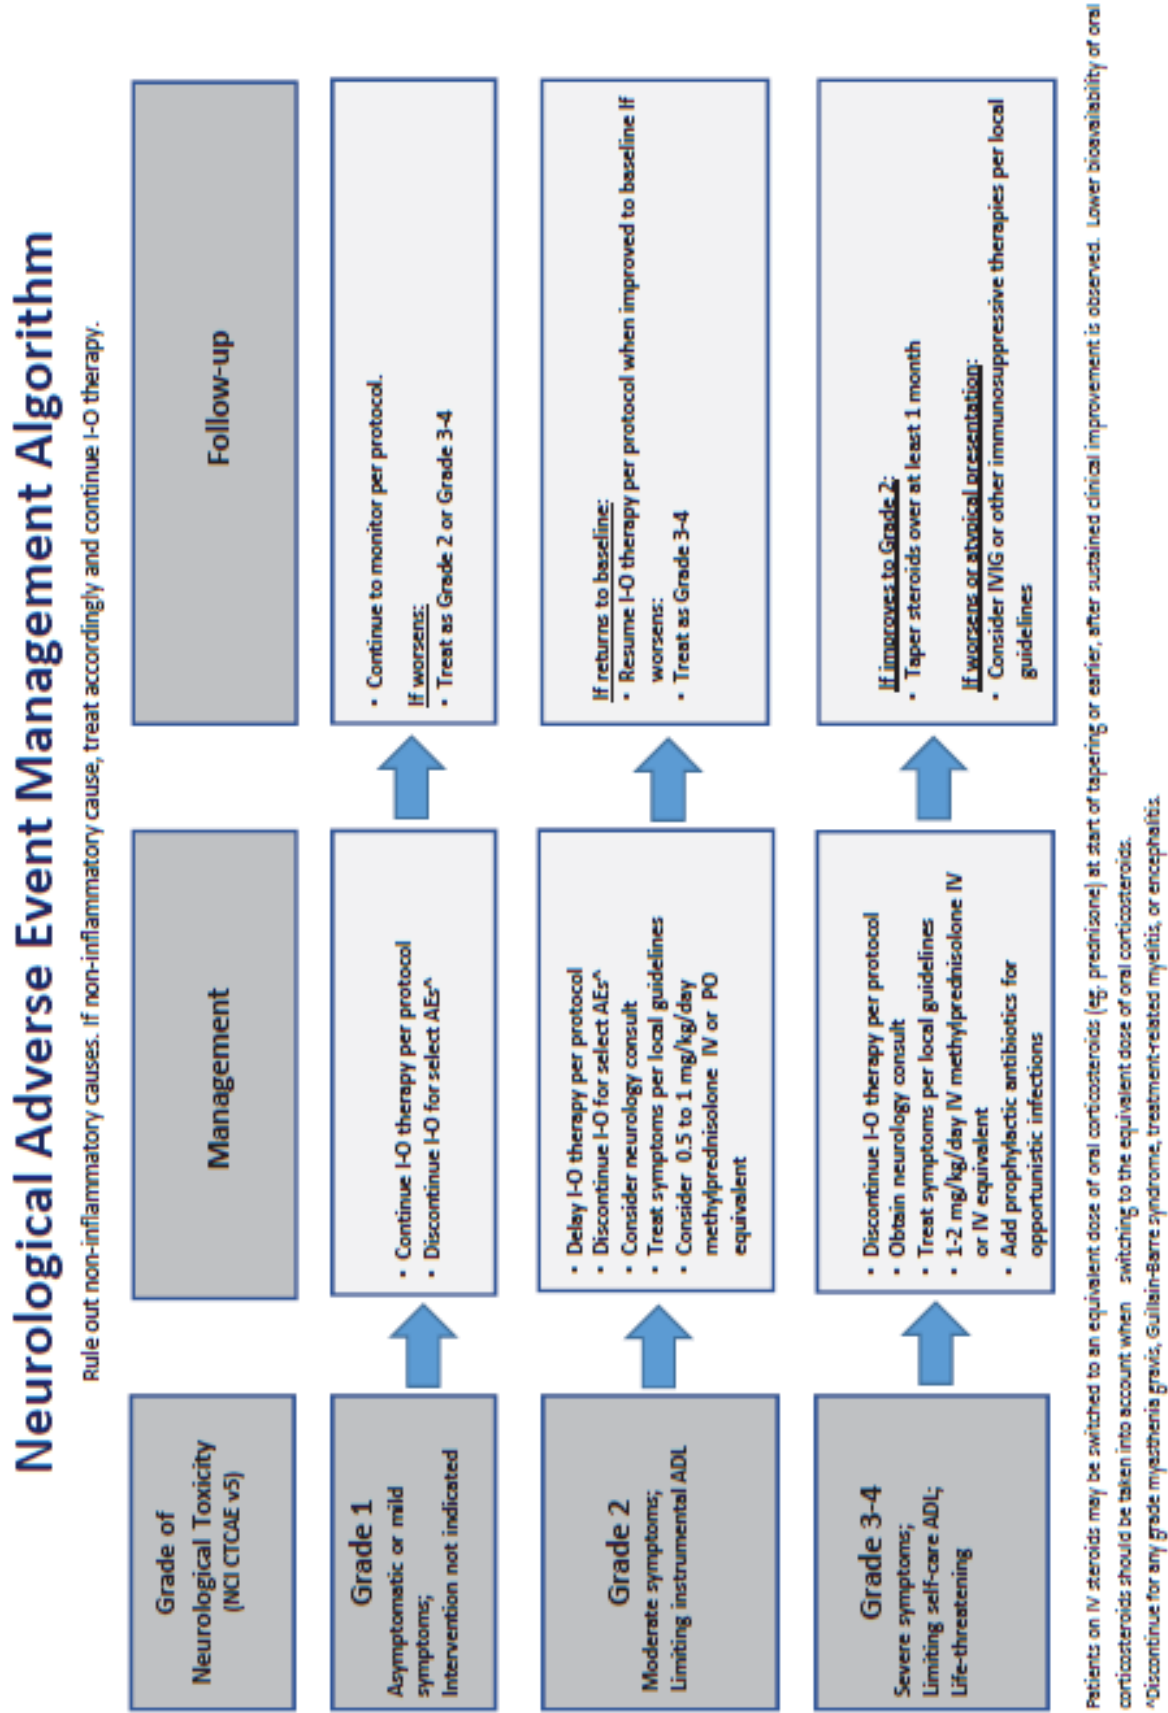 Neurological Adverse Event Management Algorithm
Rule out non-inflammatory causes. If non-inflammatory cause, treat accordingly and continue I-O therapy.
Grade of
Neurological Toxicity
(NCI CTCAE v5)
Management
Follow-up
Grade 1
Asymptomatic or mild
symptoms;
Intervention not indicated
• Continue I-O therapy per protocol
• Discontinue I-O for select AEs^
• Continue to monitor per protocol.
If worsens:
• Treat as Grade 2 or Grade 3-4
Grade 2
Moderate symptoms;
Limiting instrumental ADL
• Delay I-O therapy per protocol
• Discontinue I-O for select AEs^
• Consider neurology consult
• Treat symptoms per local guidelines
• Consider 0.5 to 1 mg/kg/day
methylprednisolone IV or PO
equivalent
If returns to baseline:
• Resume I-O therapy per protocol when improved to baseline If
worsens:
• Treat as Grade 3-4
Grade 3-4
Severe symptoms;
Limiting self-care ADL;
Life-threatening
• Discontinue I-O therapy per protocol
• Obtain neurology consult
• Treat symptoms per local guidelines
• 1-2 mg/kg/day IV methylprednisolone IV
or IV equivalent
• Add prophylactic antibiotics for
opportunistic infections
If improves to Grade 2:
• Taper steroids over at least 1 month
If worsens or atypical presentation:
• Consider IVIG or other immunosuppressive therapies per local
guidelines
Patients on IV steroids may be switched to an equivalent dose of oral corticosteroids (eg. prednisone) at start of tapering or earlier, after sustained clinical improvement is observed. Lower bioavailability of oral
corticosteroids should be taken into account when switching to the equivalent dose of oral corticosteroids.
^Discontinue for any grade myasthenia gravis, Guillain-Barre syndrome, treatment-related myelitis, or encephalitis.